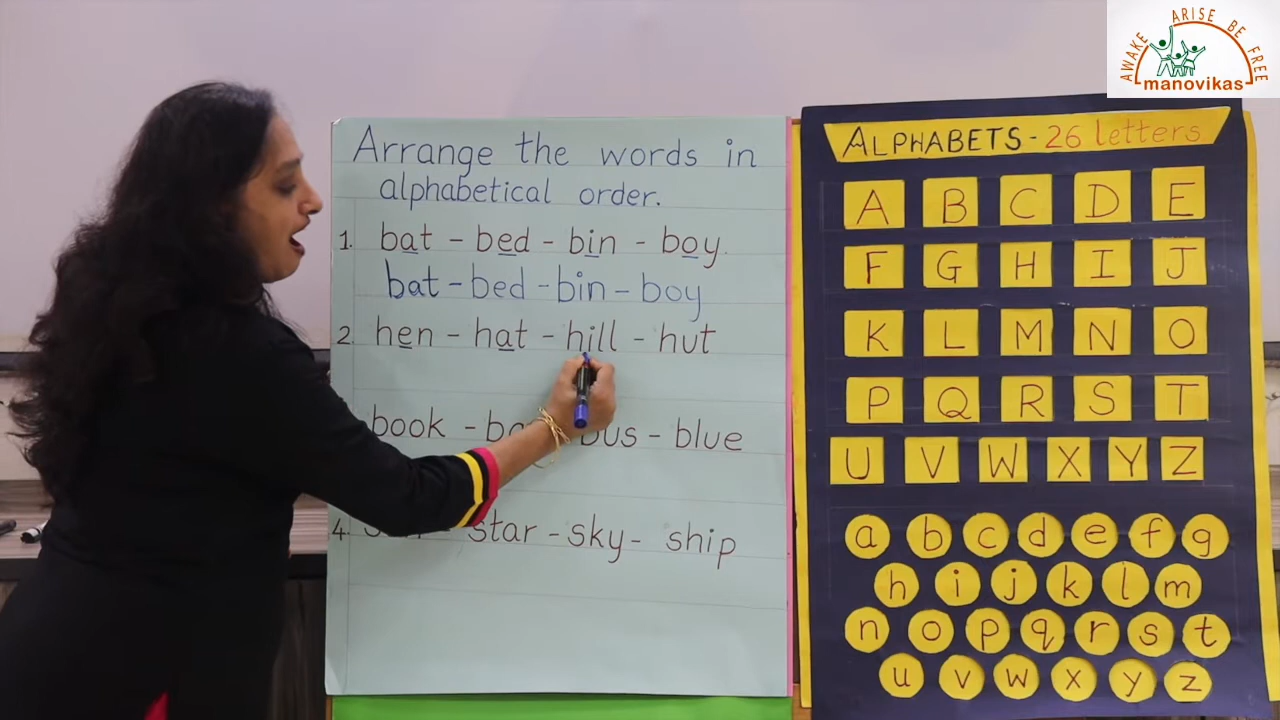 AWAKE ARISE BE FREE
manovikas
Arrange the words in
alphabetical order.
1. bat - bed - bin - boy.
bat - bed - bin - boy
2. hen - hat - hill - hut
book - bus - blue
4. star - sky - ship
ALPHABETS - 26 letters
A B C D E
F G H I J
K L M N O
P Q R S T
U V W X Y Z
a b c d e f g
h i j k l m
n o p q r s t
u v w x y z